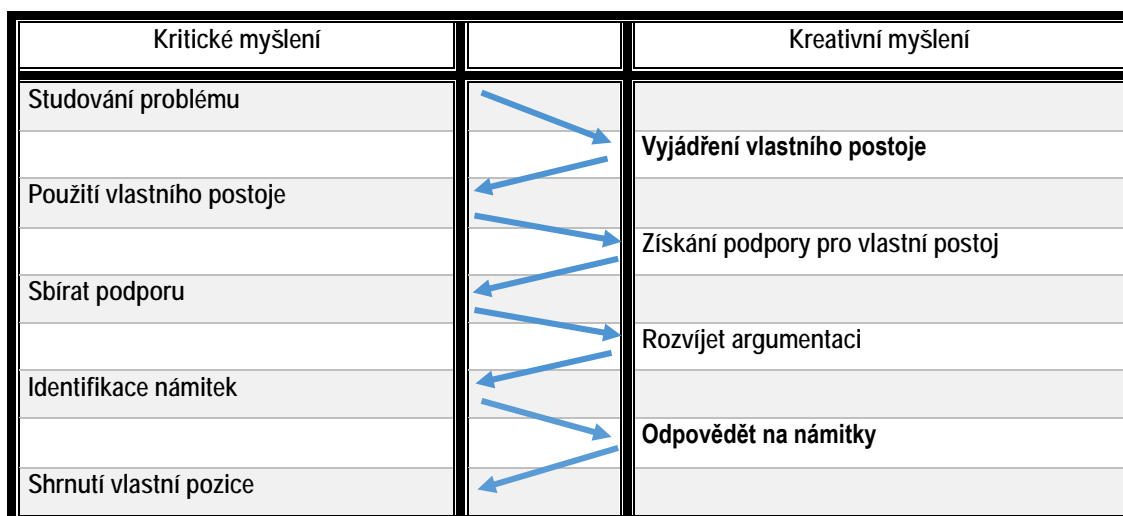 Kritické myšlení
Kreativní myšlení
Studování problému
Vyjádření vlastního postoje
Použití vlastního postoje
Získání podpory pro vlastní postoj
Sbírat podporu
Rozvíjet argumentaci
Identifikace námitek
Odpovědět na námitky
Shrnutí vlastní pozice